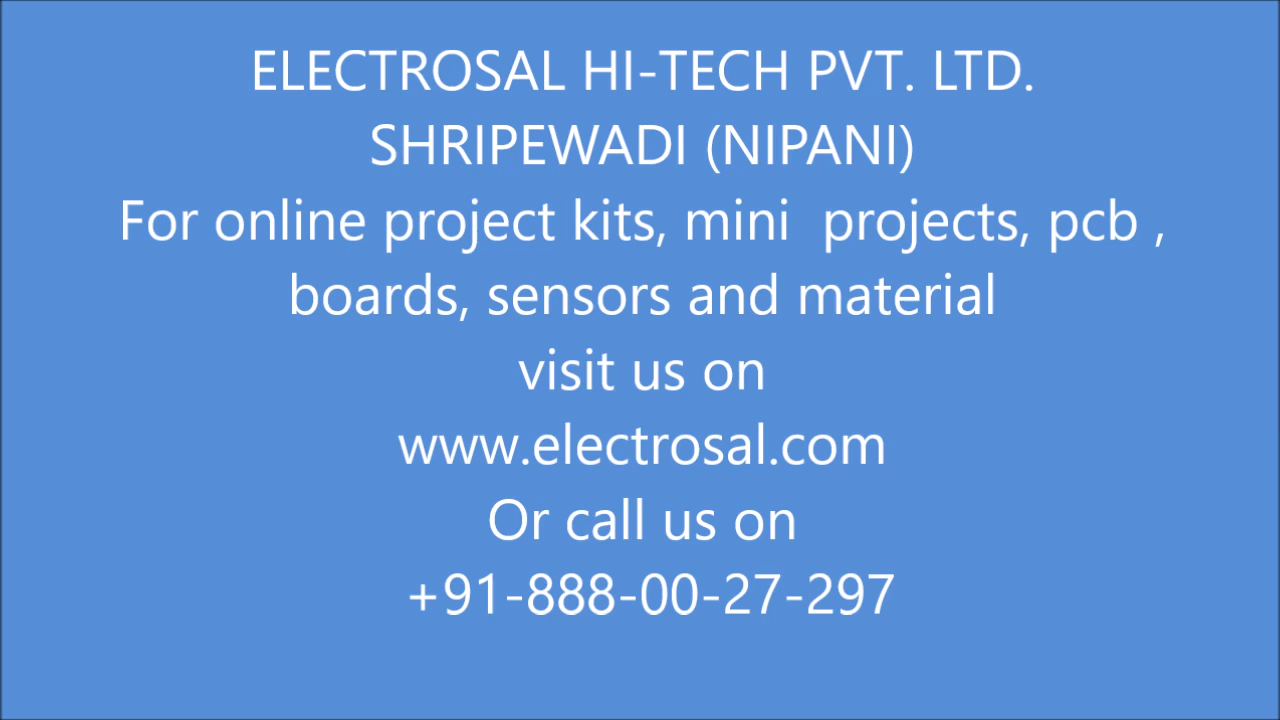 ELECTROSAL HI-TECH PVT. LTD.
SHRIPEWADI (NIPANI)
For online project kits, mini  projects, pcb ,
boards, sensors and material
visit us on
www.electrosal.com
Or call us on
+91-888-00-27-297